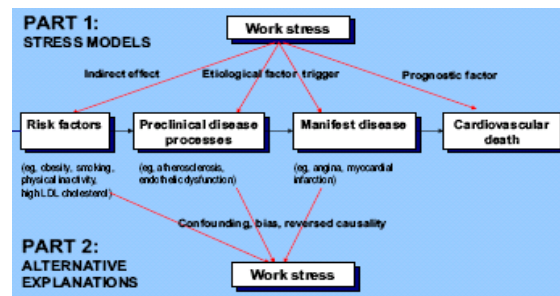 PART 1:
STRESS MODELS
Work stress
Indirect effect
Etiological factor trigger
Prognostic factor
Risk factors
Preclinical disease
processes
Manifest disease
Cardiovascular
death
(eg, obesity, smoking,
physical inactivity,
high LDL cholesterol)
(eg, atherosclerosis,
endothelic dysfunction)
(eg, angina, myocardial
infarction)
Confounding, bias, reversed causality
PART 2:
ALTERNATIVE
EXPLANATIONS
Work stress